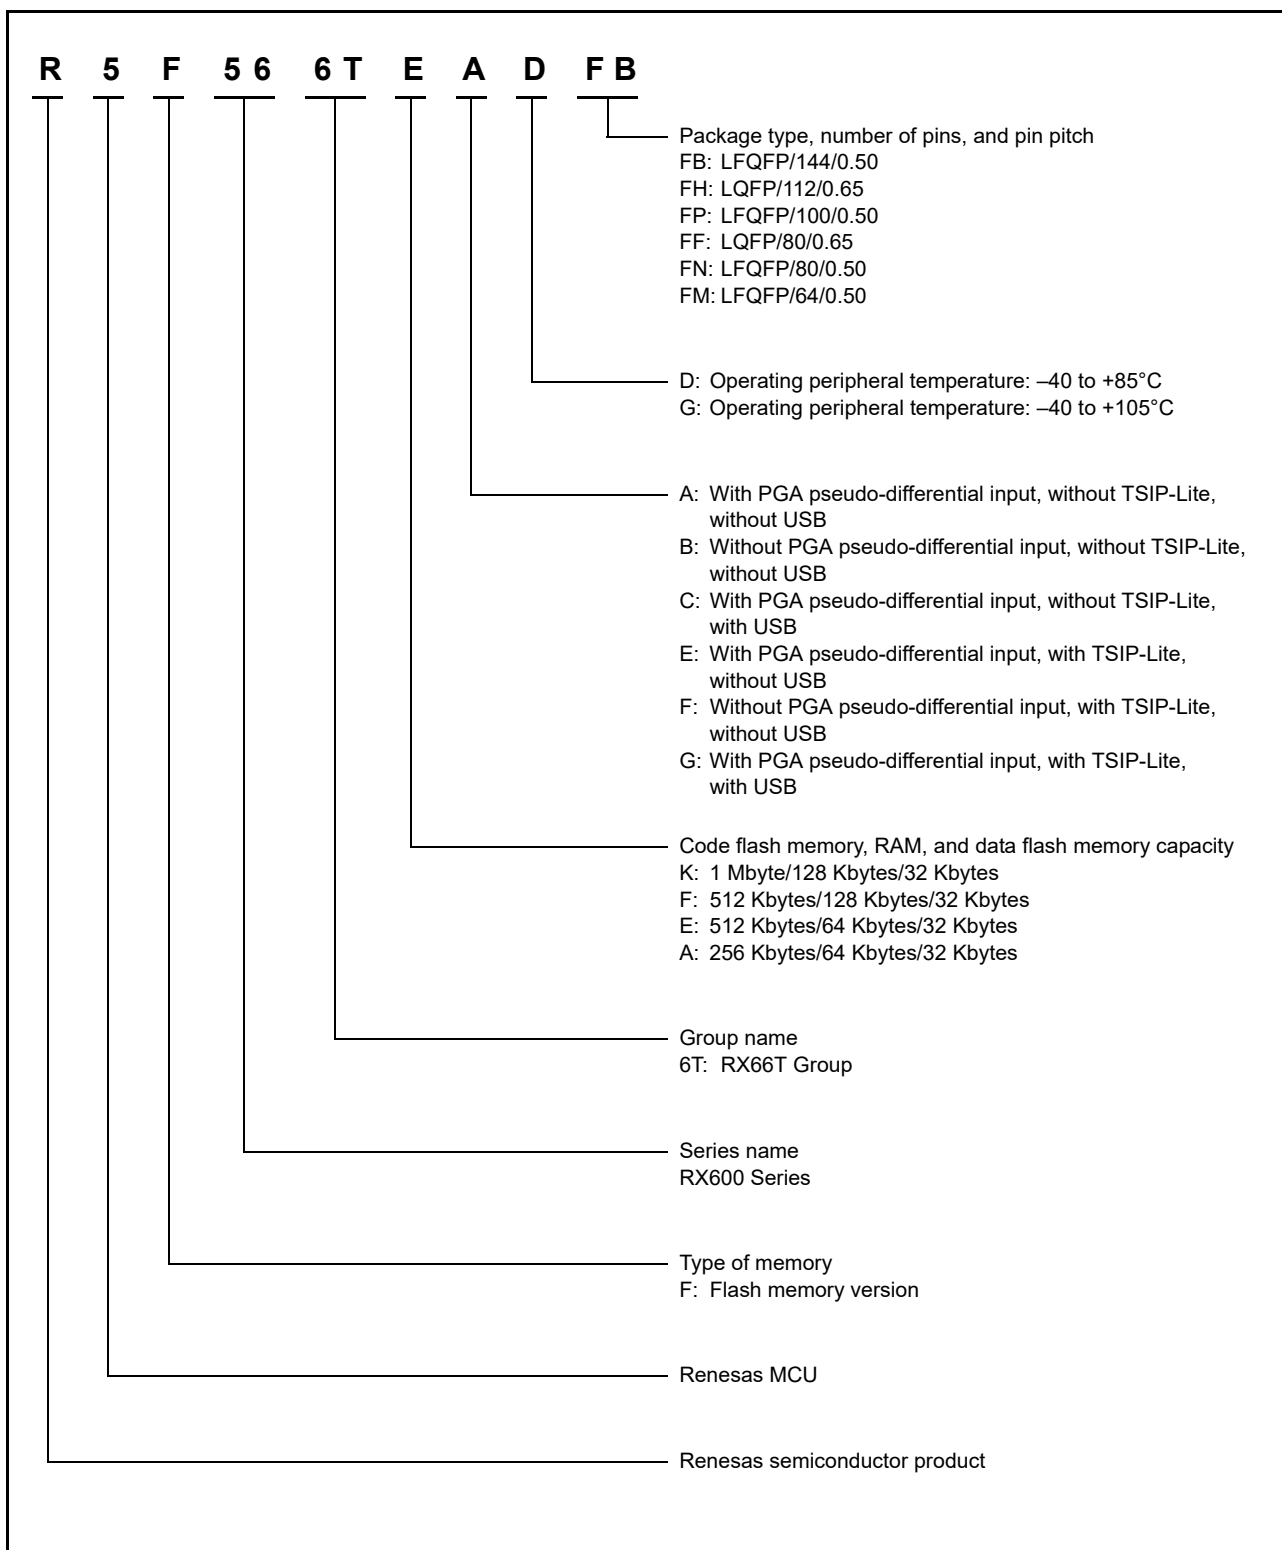 R 5 F 5 6 6 T E A D F B
Package type, number of pins, and pin pitch
FB: LFQFP/144/0.50
FH: LQFP/112/0.65
FP: LFQFP/100/0.50
FF: LQFP/80/0.65
FN: LFQFP/80/0.50
FM: LFQFP/64/0.50
D: Operating peripheral temperature: –40 to +85°C
G: Operating peripheral temperature: –40 to +105°C
A: With PGA pseudo-differential input, without TSIP-Lite,
without USB
B: Without PGA pseudo-differential input, without TSIP-Lite,
without USB
C: With PGA pseudo-differential input, without TSIP-Lite,
with USB
E: With PGA pseudo-differential input, with TSIP-Lite,
without USB
F: Without PGA pseudo-differential input, with TSIP-Lite,
without USB
G: With PGA pseudo-differential input, with TSIP-Lite,
with USB
Code flash memory, RAM, and data flash memory capacity
K: 1 Mbyte/128 Kbytes/32 Kbytes
F: 512 Kbytes/128 Kbytes/32 Kbytes
E: 512 Kbytes/64 Kbytes/32 Kbytes
A: 256 Kbytes/64 Kbytes/32 Kbytes
Group name
6T: RX66T Group
Series name
RX600 Series
Type of memory
F: Flash memory version
Renesas MCU
Renesas semiconductor product